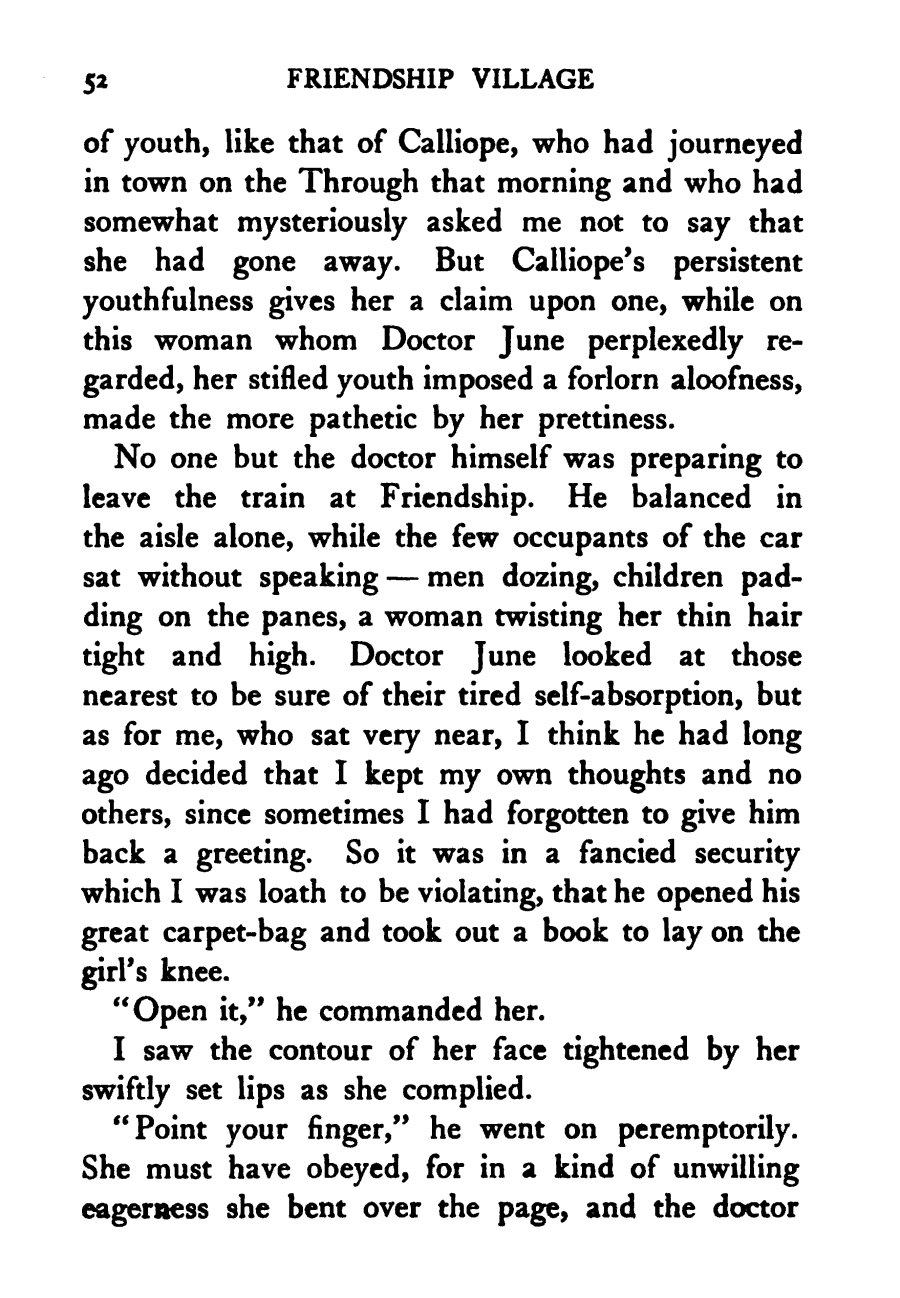 52 FRIENDSHIP VILLAGE
of youth, like that of Calliope, who had journeyed
in town on the Through that morning and who had
somewhat mysteriously asked me not to say that
she had gone away. But Calliope's persistent
youthfulness gives her a claim upon one, while on
this woman whom Doctor June perplexedly re-
garded, her stifled youth imposed a forlorn aloofness,
made the more pathetic by her prettiness.
No one but the doctor himself was preparing to
leave the train at Friendship. He balanced in
the aisle alone, while the few occupants of the car
sat without speaking — men dozing, children pad-
ding on the panes, a woman twisting her thin hair
tight and high. Doctor June looked at those
nearest to be sure of their tired self-absorption, but
as for me, who sat very near, I think he had long
ago decided that I kept my own thoughts and no
others, since sometimes I had forgotten to give him
back a greeting. So it was in a fancied security
which I was loath to be violating, that he opened his
great carpet-bag and took out a book to lay on the
girl's knee.
"Open it," he commanded her.
I saw the contour of her face tightened by her
swiftly set lips as she complied.
"Point your finger," he went on peremptorily.
She must have obeyed, for in a kind of unwilling
eagerness she bent over the page, and the doctor